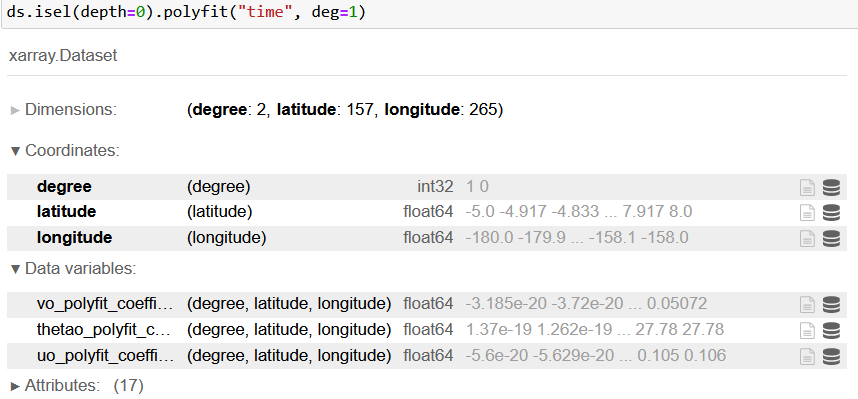 ds.isel(depth=0).polyfit("time", deg=1)
xarray.Dataset
► Dimensions: (degree: 2, latitude: 157, longitude: 265)
▼ Coordinates:
degree (degree) int32 1 0
latitude (latitude) float64 -5.0 -4.917 -4.833 ... 7.917 8.0
longitude (longitude) float64 -180.0 -179.9 ... -158.1 -158.0
▼ Data variables:
vo_polyfit_coeffi... (degree, latitude, longitude) float64 -3.185e-20 -3.72e-20 ... 0.05072
thetao_polyfit_c... (degree, latitude, longitude) float64 1.37e-19 1.262e-19 ... 27.78 27.78
uo_polyfit_coeffi... (degree, latitude, longitude) float64 -5.6e-20 -5.629e-20 ... 0.105 0.106
► Attributes: (17)